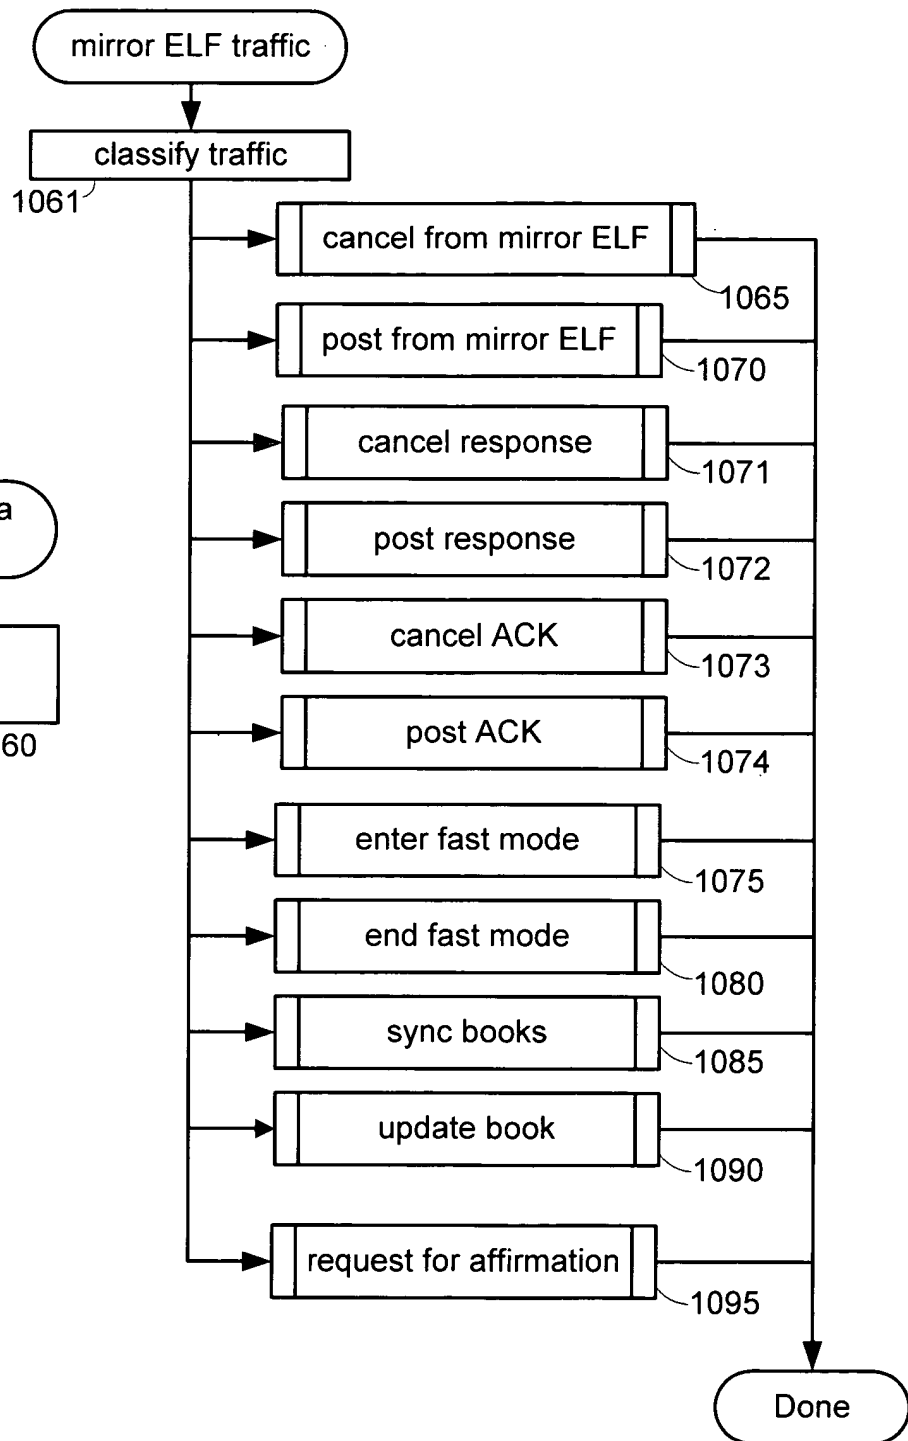 mirror ELF traffic
classify traffic
1061
cancel from mirror ELF
1065
post from mirror ELF
1070
cancel response
1071
a
post response
1072
cancel ACK
1073
post ACK
60
1074
enter fast mode
1075
end fast mode
1080
sync books
1085
update book
1090
request for affirmation
1095
Done